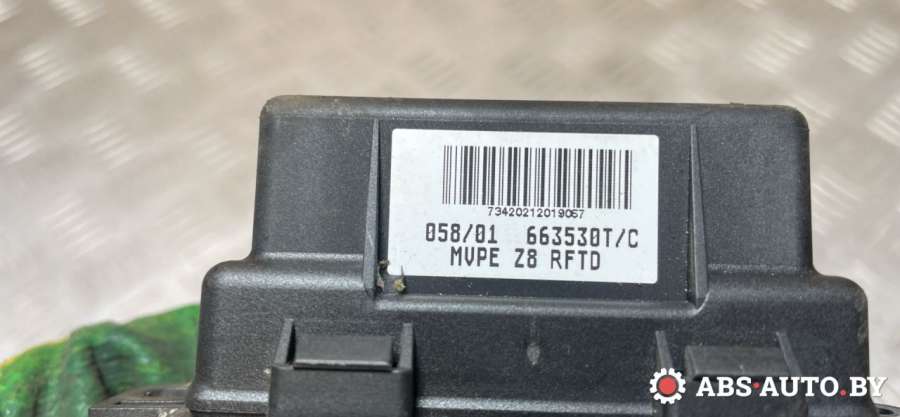 73420212019067
058/01 663530T/C
MVPE Z8 RFTD
ABS-AUTO.BY